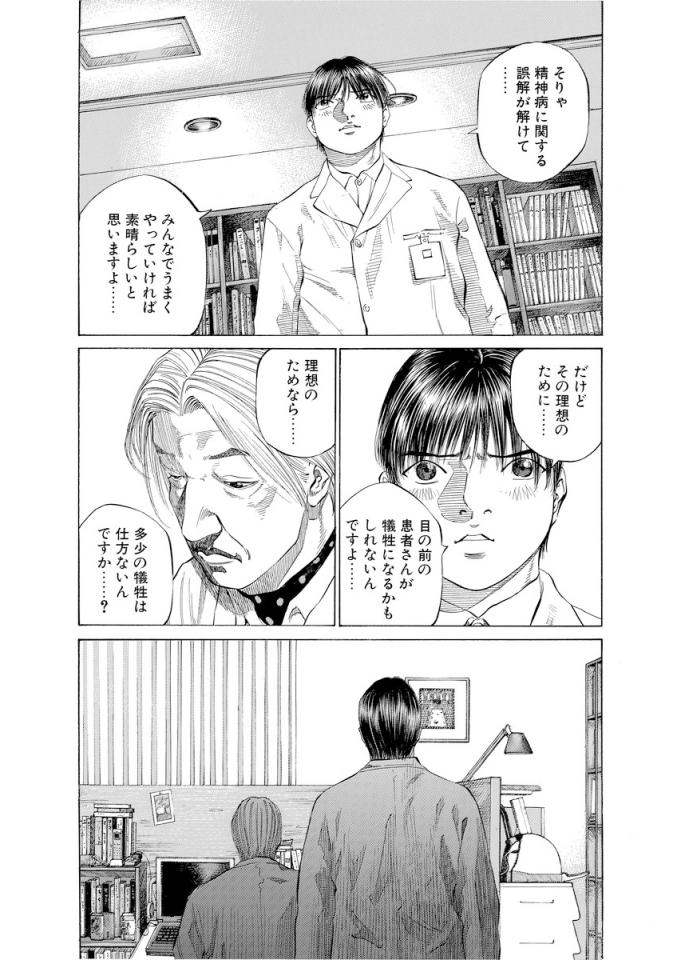 そりゃ
精神病に関する
誤解が解けて
……
みんなでうまく
やっていければ
素晴らしいと
思いますよ……
だけど
その理想の
ために……
目の前の
患者さんが
犠牲になるかも
しれないん
ですよ……
理想の
ためなら……
多少の犠牲は
仕方ないん
ですか……?